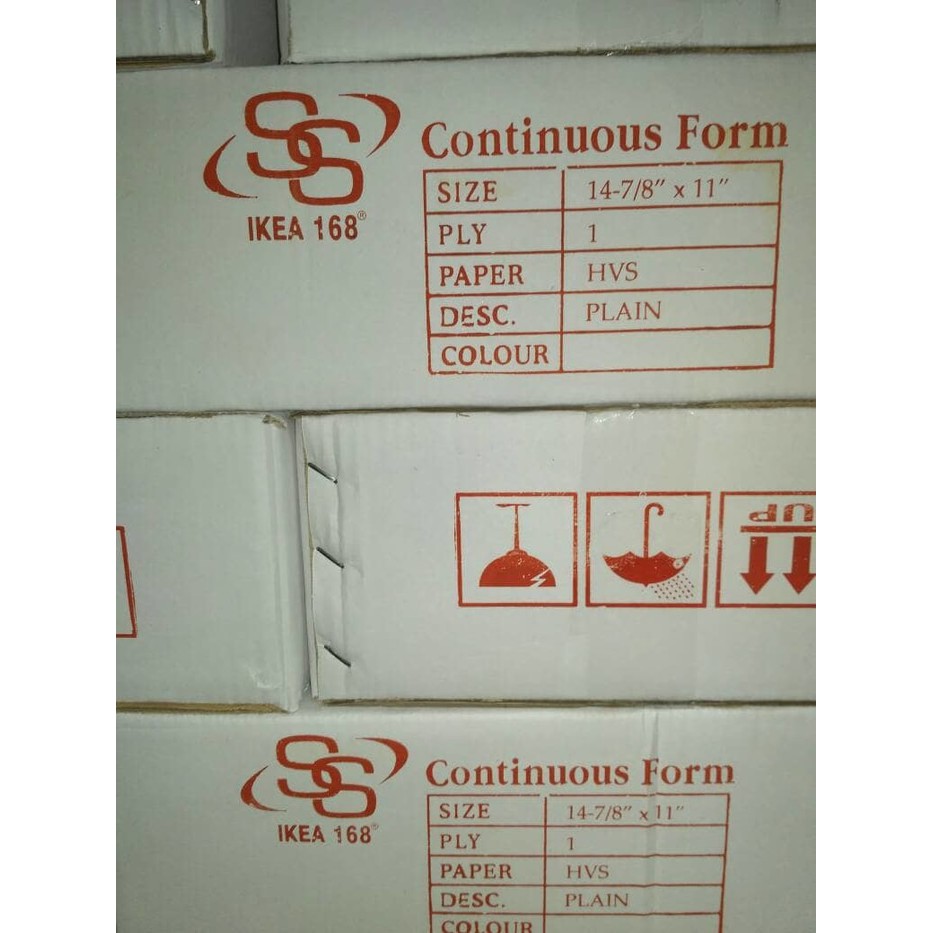 SS
IKEA 168®
Continuous Form
SIZE 14-7/8" x 11"
PLY 1
PAPER HVS
DESC. PLAIN
COLOUR
UP
SS
IKEA 168®
Continuous Form
SIZE 14-7/8" x 11"
PLY 1
PAPER HVS
DESC. PLAIN
COLOUR